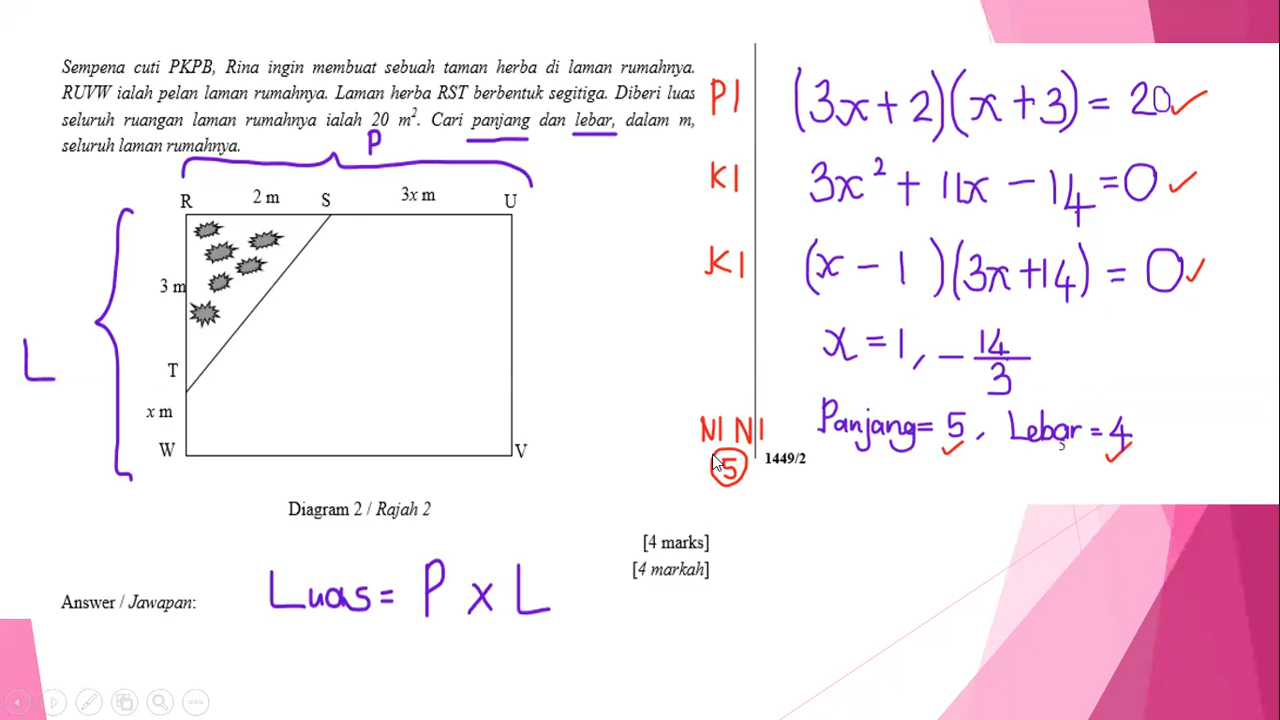 Sempena cuti PKPB, Rina ingin membuat sebuah taman herba di laman rumahnya.
RUVW ialah pelan laman rumahnya. Laman herba RST berbentuk segitiga. Diberi luas
seluruh ruangan laman rumahnya ialah 20 m². Cari panjang dan lebar, dalam m,
seluruh laman rumahnya.
P
R 2 m S 3x m U
3 m
L
T
x m
W V
Diagram 2 / Rajah 2
[4 marks]
[4 markah]
Answer / Jawapan:
Luas = P x L
P1 (3x + 2)(x + 3) = 20 ✓
K1 3x² + 11x − 14 = 0 ✓
K1 (x − 1)(3x + 14) = 0 ✓
x = 1, −14/3
N1 N1 Panjang = 5, Lebar = 4
5 1449/2